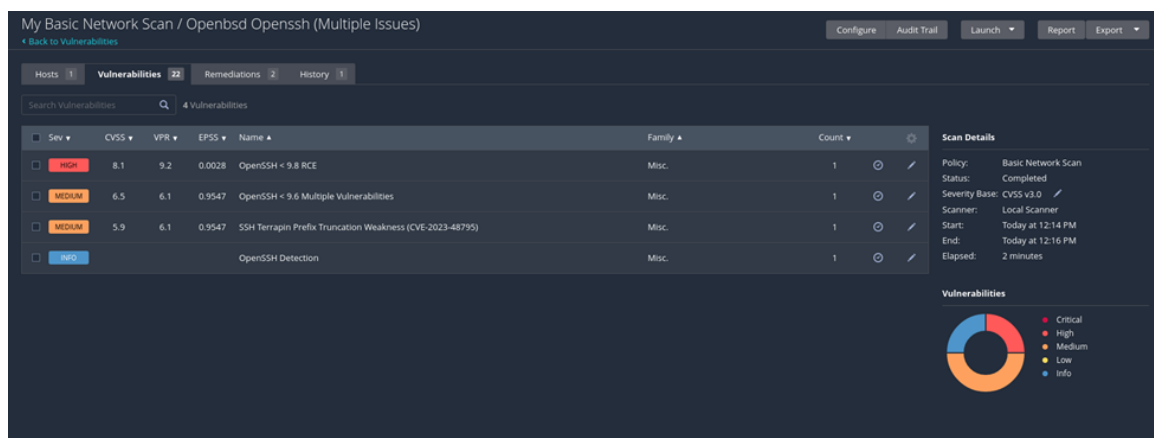 My Basic Network Scan / Openbsd Openssh (Multiple Issues)
Back to Vulnerabilities
Configure Audit Trail Launch Report Export
Hosts 1 Vulnerabilities 22 Remediations 2 History 1
Search Vulnerabilities 4 Vulnerabilities
Sev CVSS VPR EPSS Name Family Count
HIGH 8.1 9.2 0.0028 OpenSSH < 9.8 RCE Misc. 1
MEDIUM 6.5 6.1 0.9547 OpenSSH < 9.6 Multiple Vulnerabilities Misc. 1
MEDIUM 5.9 6.1 0.9547 SSH Terrapin Prefix Truncation Weakness (CVE-2023-48795) Misc. 1
INFO OpenSSH Detection Misc. 1
Scan Details
Policy: Basic Network Scan
Status: Completed
Severity Base: CVSS v3.0
Scanner: Local Scanner
Start: Today at 12:14 PM
End: Today at 12:16 PM
Elapsed: 2 minutes
Vulnerabilities
Critical
High
Medium
Low
Info